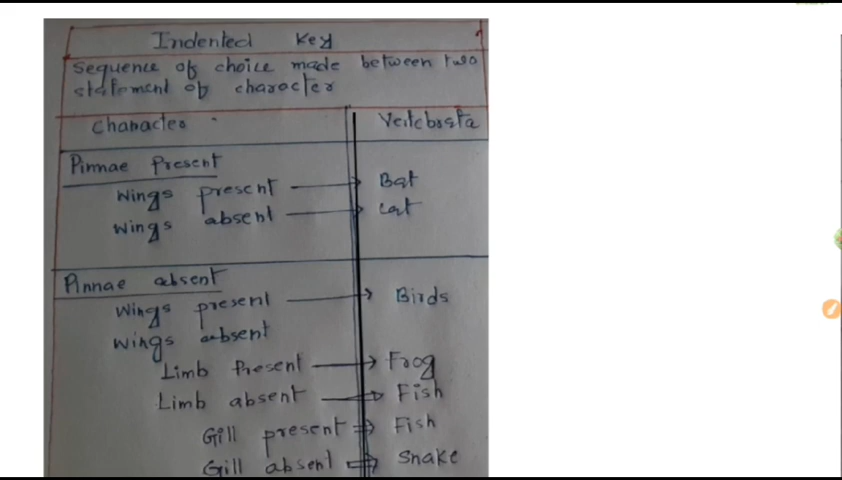 Indented Key
Sequence of choice made between two
statement of character
Character Vertebrata
Pinnae Present
Wings present → Bat
Wings absent → Cat
Pinnae absent
Wings present → Birds
Wings absent
Limb Present → Frog
Limb absent → Fish
Gill present ⇒ Fish
Gill absent ⇒ Snake